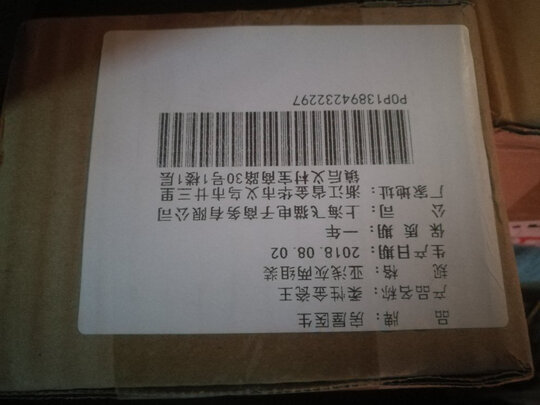 品    牌：房屋医生
产品名称：柔性金瓷王
规    格：亚浅灰两组装
生产日期：2018.08.02
保 质 期：一年
公    司：上海飞猫电子商务有限公司
厂家地址：浙江省金华市义乌市廿三里
镇后义村宝商路30号1楼1层
POP13894232297